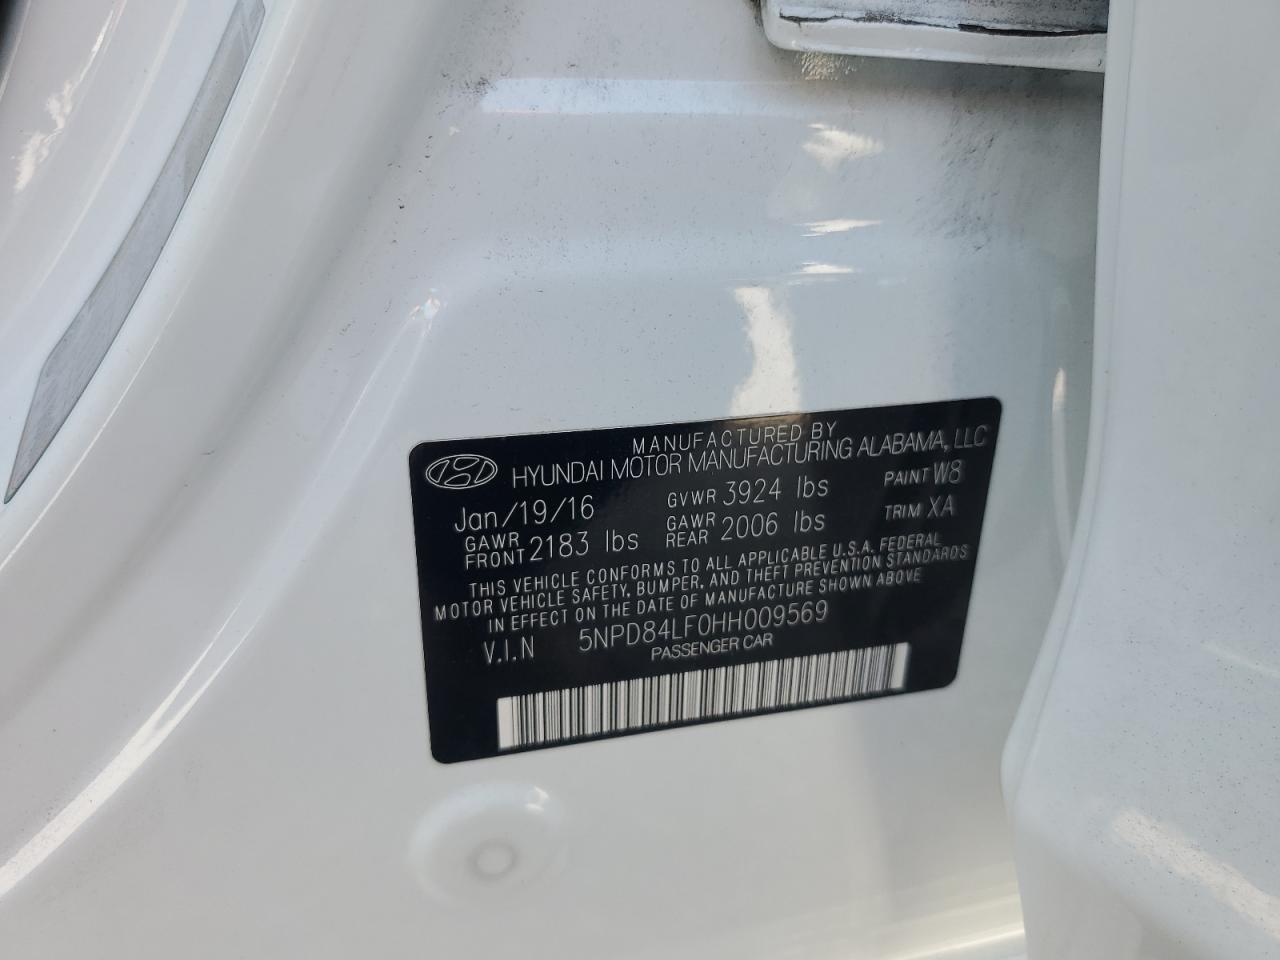 MANUFACTURED BY
HYUNDAI MOTOR MANUFACTURING ALABAMA, LLC
Jan/19/16 GVWR 3924 lbs PAINT W8
GAWR FRONT 2183 lbs GAWR REAR 2006 lbs TRIM XA
THIS VEHICLE CONFORMS TO ALL APPLICABLE U.S.A. FEDERAL
MOTOR VEHICLE SAFETY, BUMPER, AND THEFT PREVENTION STANDARDS
IN EFFECT ON THE DATE OF MANUFACTURE SHOWN ABOVE
V.I.N 5NPD84LF0HH009569
PASSENGER CAR